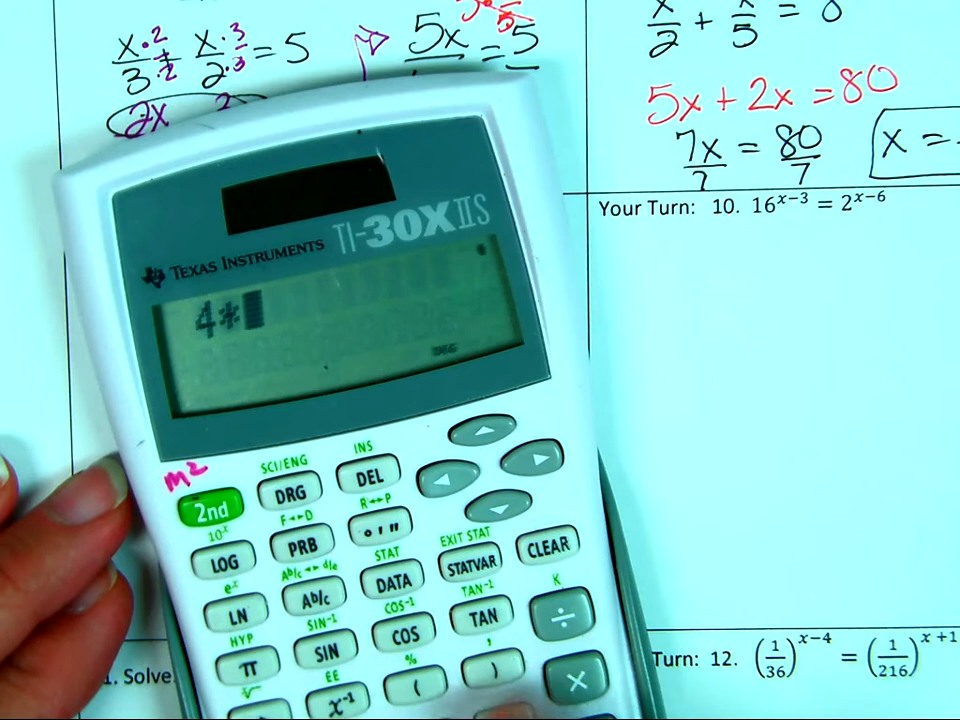 x·2/3·2 + x·3/2·3 = 5
5x = 5
2x
x/2 + x/5 = 8
5x + 2x = 80
7x/7 = 80/7
x =
Your Turn: 10. 16^{x−3} = 2^{x−6}
TEXAS INSTRUMENTS TI-30X IIS
4*
DEG
m²
SCI/ENG INS
2nd DRG DEL
10^x F↔D R↔P
LOG PRB ° ' "
e^x Ab/c↔d/e STAT EXIT STAT
LN Ab/c DATA STATVAR CLEAR
HYP SIN⁻¹ COS⁻¹ TAN⁻¹ K
π SIN COS TAN ÷
√ EE % ,
x⁻¹ ( ) ×
1. Solve.
Turn: 12. (1/36)^{x−4} = (1/216)^{x+1}